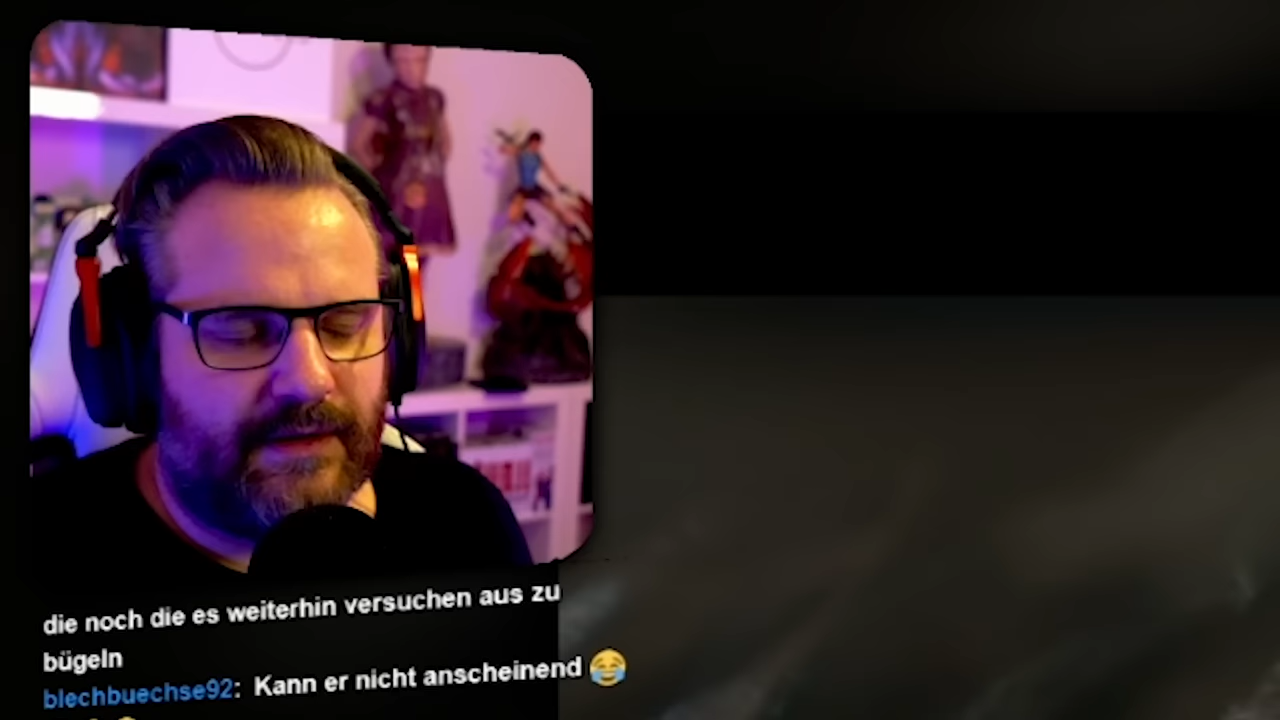 die noch die es weiterhin versuchen aus zu
bügeln
blechbuechse92: Kann er nicht anscheinend 😂